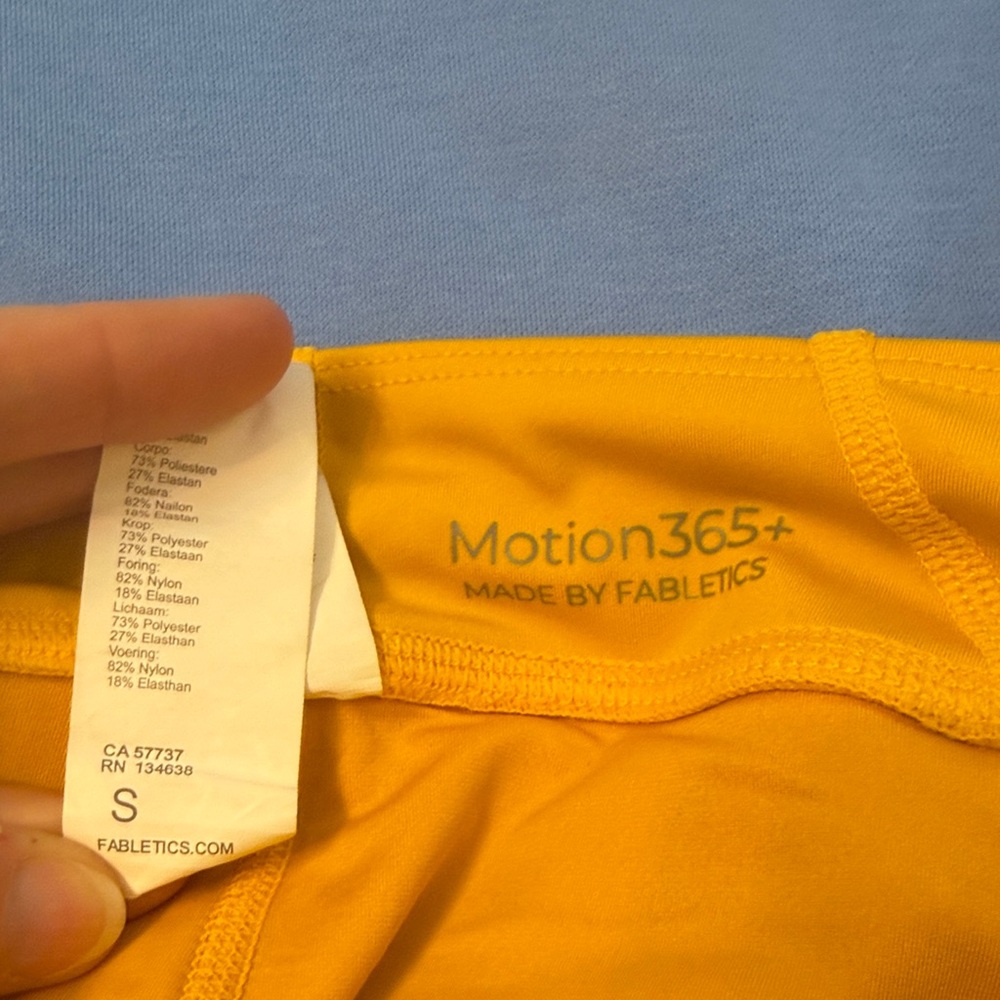 Corpo:
73% Poliestere
27% Elastan
Fodera:
82% Nailon
18% Elastan
Krop:
73% Polyester
27% Elastaan
Foring:
82% Nylon
18% Elastaan
Lichaam:
73% Polyester
27% Elasthan
Voering:
82% Nylon
18% Elasthan
CA 57737
RN 134638
S
FABLETICS.COM
Motion365+
MADE BY FABLETICS